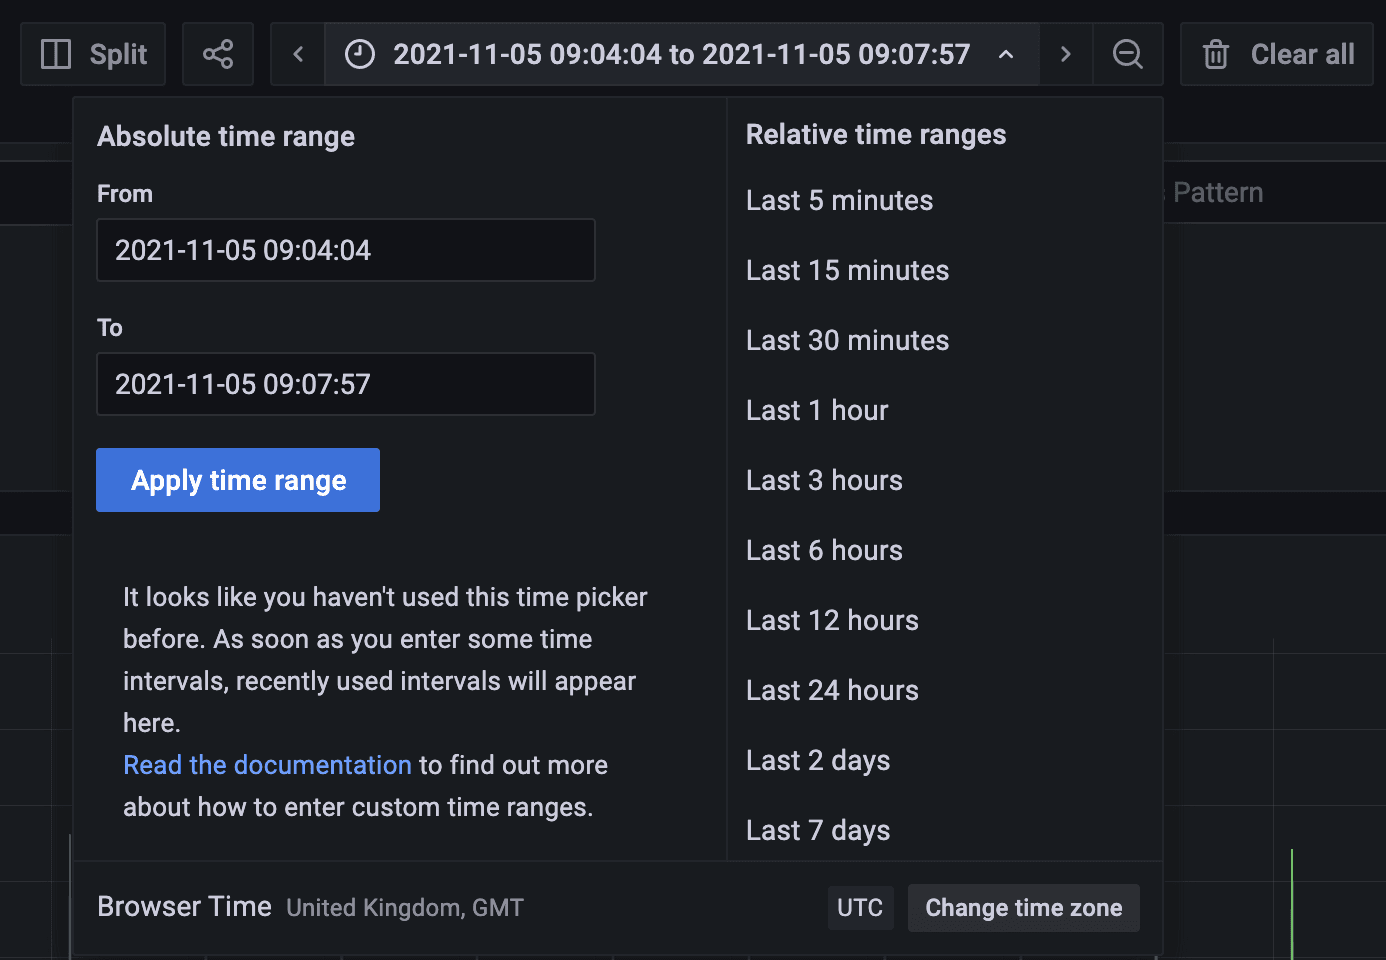 Split
2021-11-05 09:04:04 to 2021-11-05 09:07:57
Clear all
Absolute time range
From
2021-11-05 09:04:04
To
2021-11-05 09:07:57
Apply time range
It looks like you haven't used this time picker
before. As soon as you enter some time
intervals, recently used intervals will appear
here.
Read the documentation to find out more
about how to enter custom time ranges.
Relative time ranges
Last 5 minutes
Last 15 minutes
Last 30 minutes
Last 1 hour
Last 3 hours
Last 6 hours
Last 12 hours
Last 24 hours
Last 2 days
Last 7 days
Pattern
Browser Time United Kingdom, GMT
UTC
Change time zone